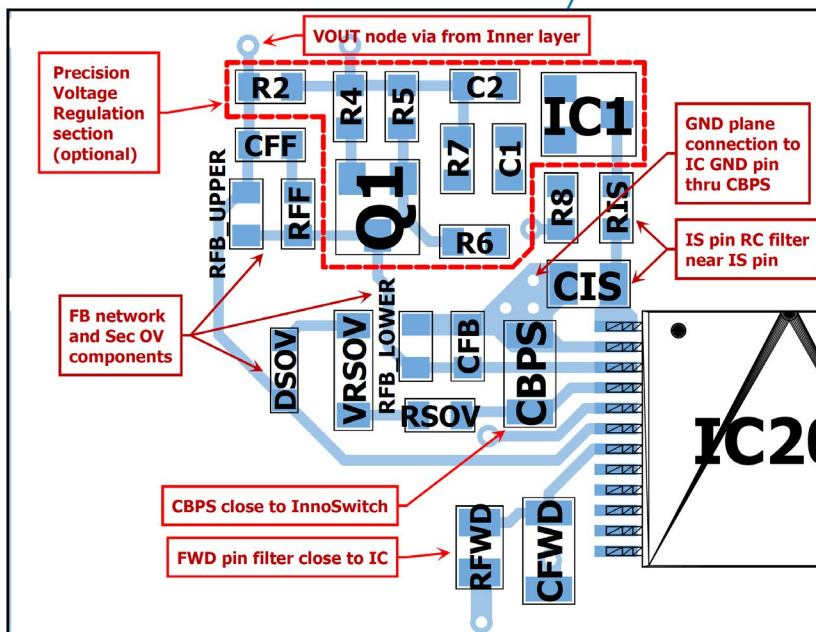 VOUT node via from Inner layer
Precision
Voltage
Regulation
section
(optional)
R2
R4
R5
C2
IC1
GND plane
connection to
IC GND pin
thru CBPS
CFF
R7
C1
RFB_UPPER
RFF
Q1
R6
R8
RIS
IS pin RC filter
near IS pin
CIS
FB network
and Sec OV
components
RFB_LOWER
DSOV
VRSOV
CFB
CBPS
RSOV
IC20
CBPS close to InnoSwitch
FWD pin filter close to IC
RFWD
CFWD